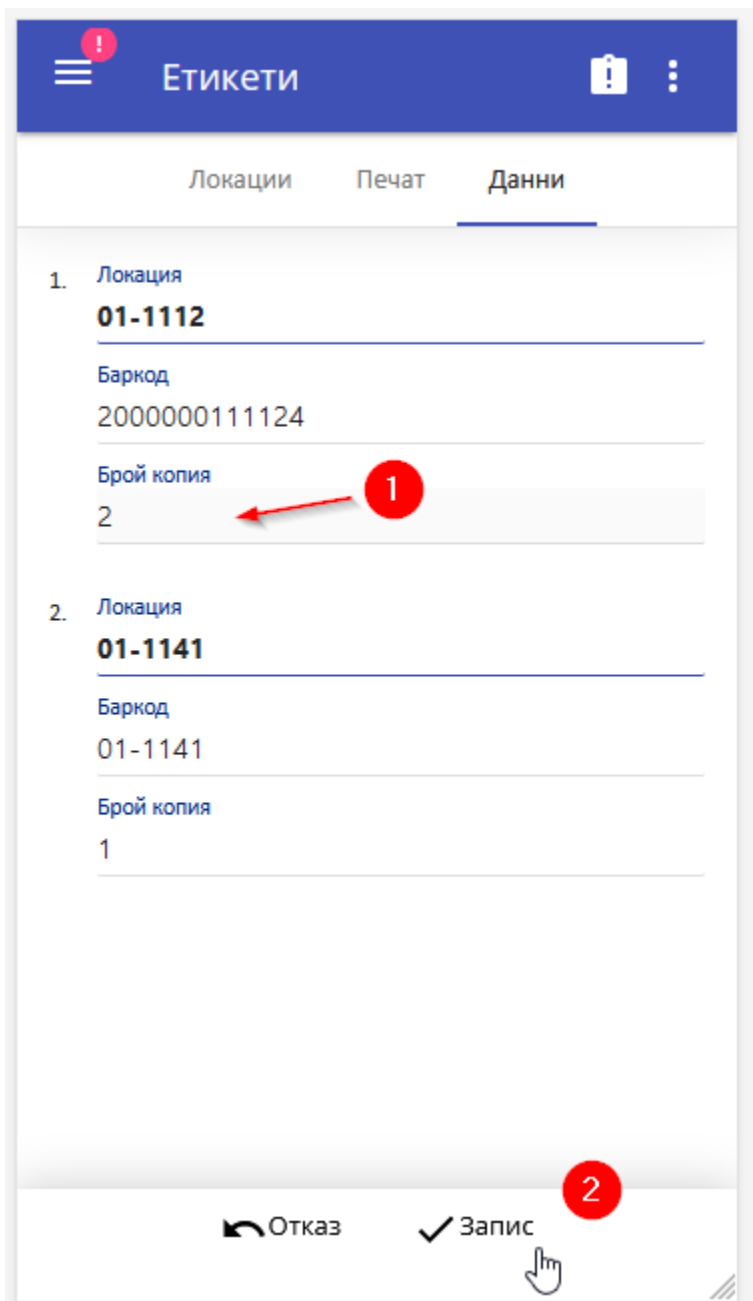 !
Етикети
Локации Печат Данни
1. Локация
01-1112
Баркод
2000000111124
Брой копия
2
1
2. Локация
01-1141
Баркод
01-1141
Брой копия
1
2
Отказ Запис